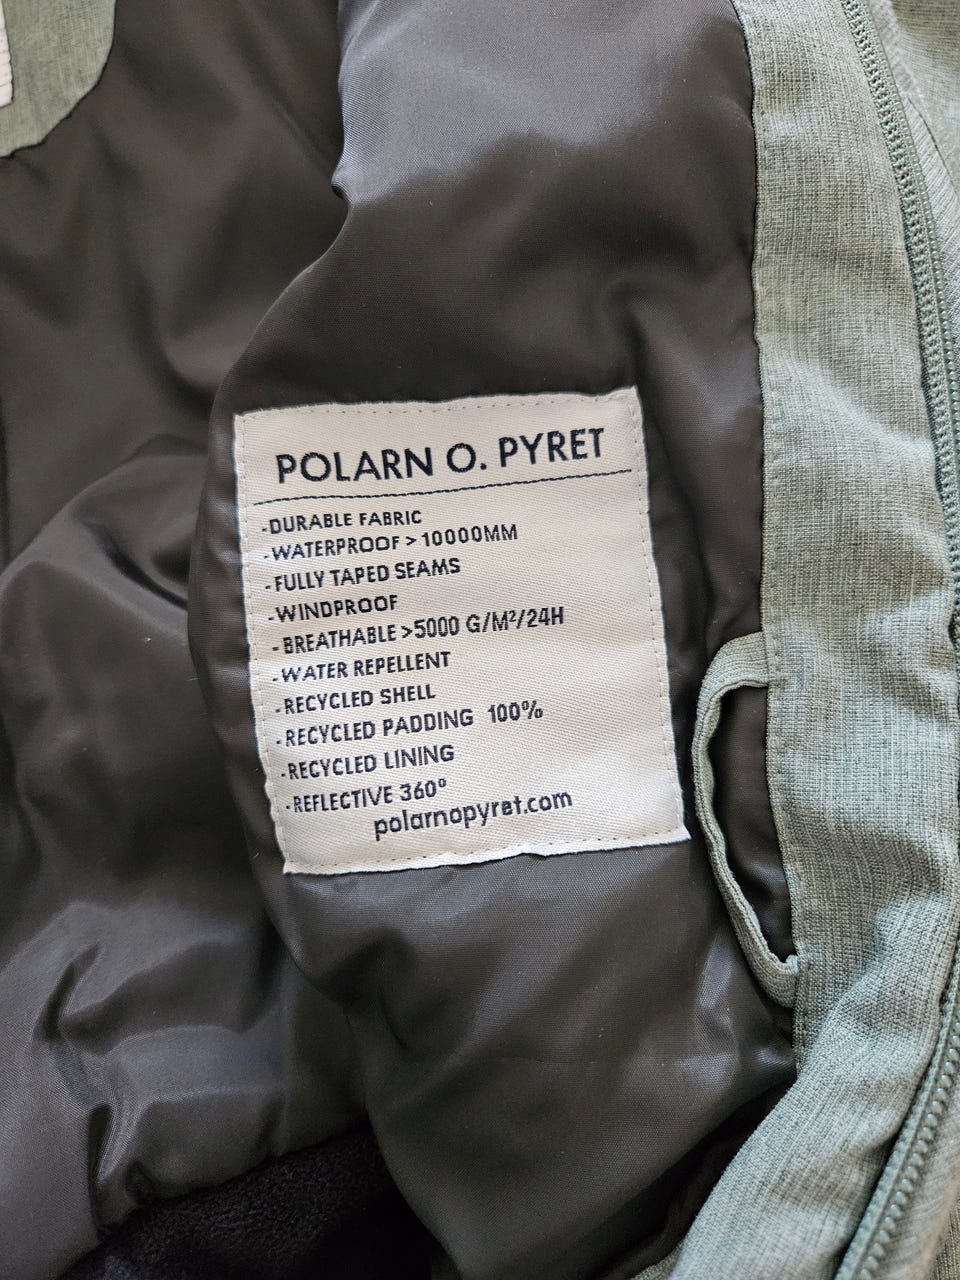 POLARN O. PYRET
-DURABLE FABRIC
-WATERPROOF > 10000MM
-FULLY TAPED SEAMS
-WINDPROOF
-BREATHABLE >5000 G/M²/24H
-WATER REPELLENT
-RECYCLED SHELL
-RECYCLED PADDING 100%
-RECYCLED LINING
-REFLECTIVE 360°
polarnopyret.com